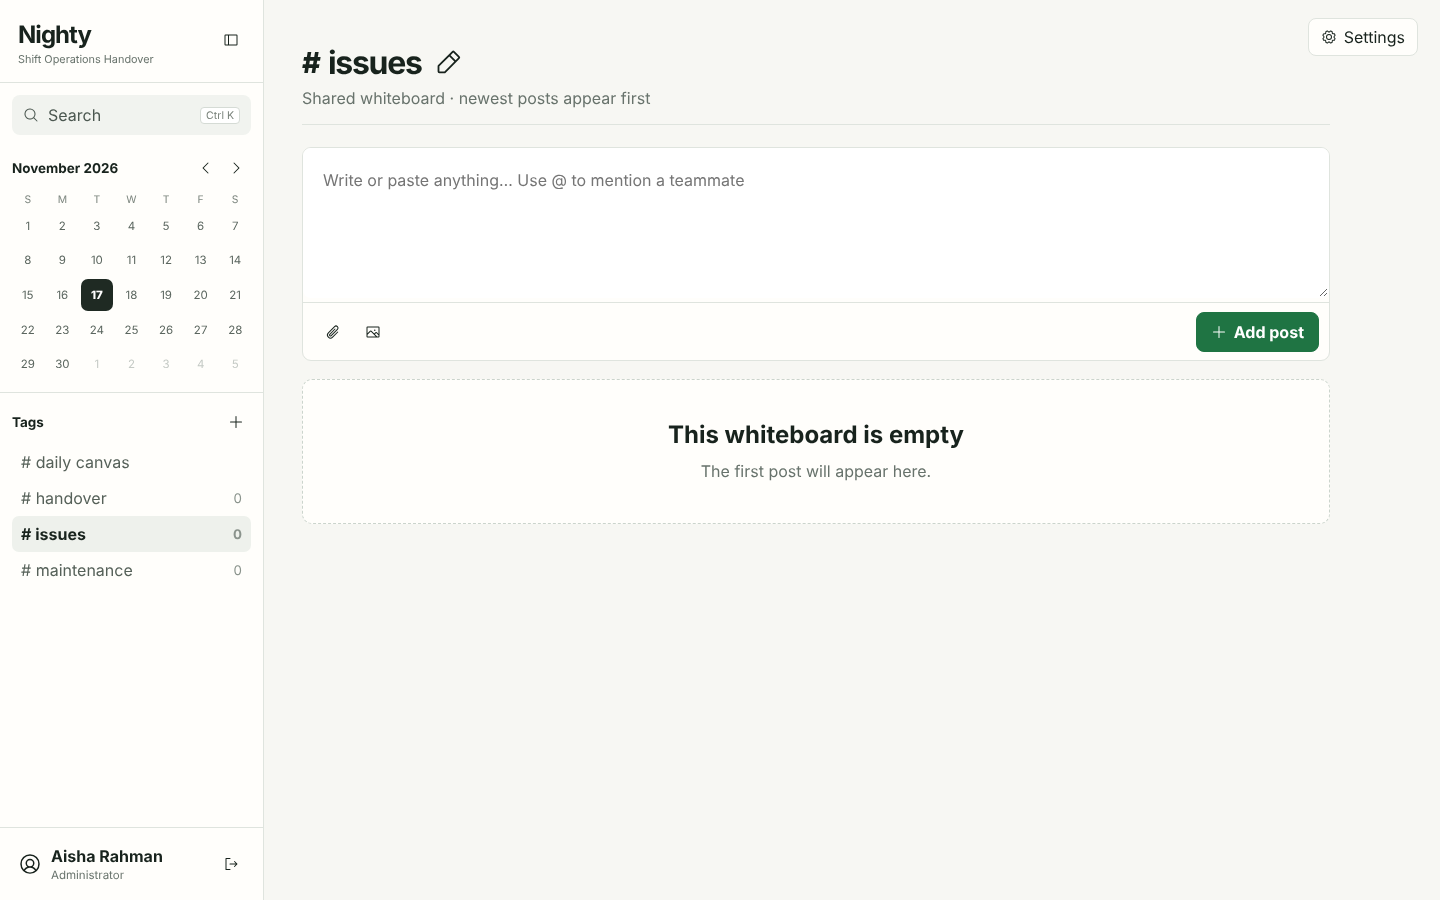 Nighty
Shift Operations Handover
Search
Ctrl K
November 2026
S M T W T F S
1 2 3 4 5 6 7
8 9 10 11 12 13 14
15 16 17 18 19 20 21
22 23 24 25 26 27 28
29 30 1 2 3 4 5
Tags
# daily canvas
# handover 0
# issues 0
# maintenance 0
Aisha Rahman
Administrator
Settings
# issues
Shared whiteboard · newest posts appear first
Write or paste anything... Use @ to mention a teammate
Add post
This whiteboard is empty
The first post will appear here.